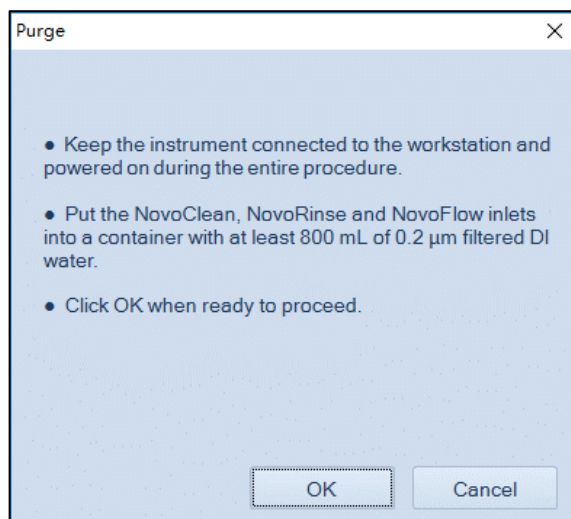 Purge
● Keep the instrument connected to the workstation and
powered on during the entire procedure.
● Put the NovoClean, NovoRinse and NovoFlow inlets
into a container with at least 800 mL of 0.2 μm filtered DI
water.
● Click OK when ready to proceed.
OK Cancel